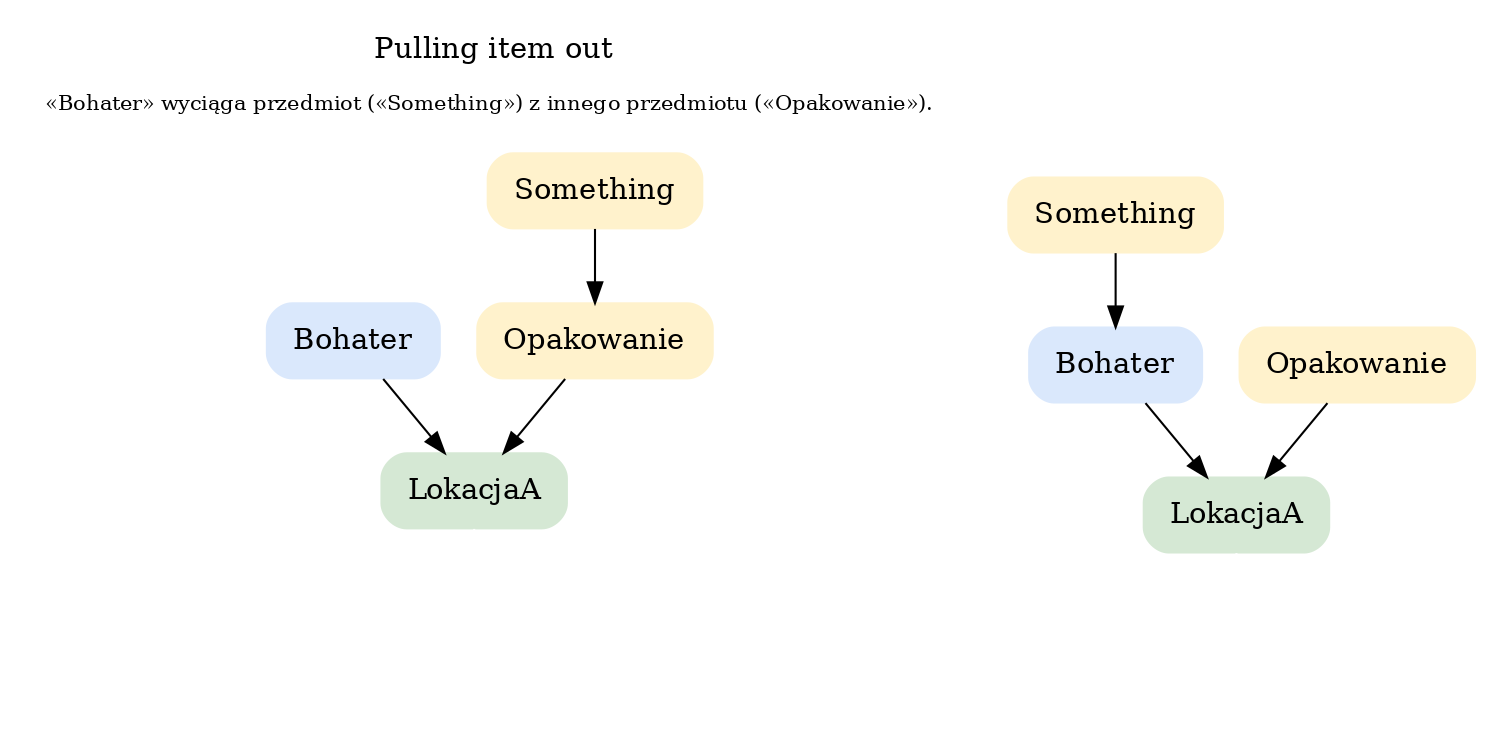 Pulling item out
«Bohater» wyciąga przedmiot («Something») z innego przedmiotu («Opakowanie»).
Something
Bohater
Opakowanie
LokacjaA
Something
Bohater
Opakowanie
LokacjaA